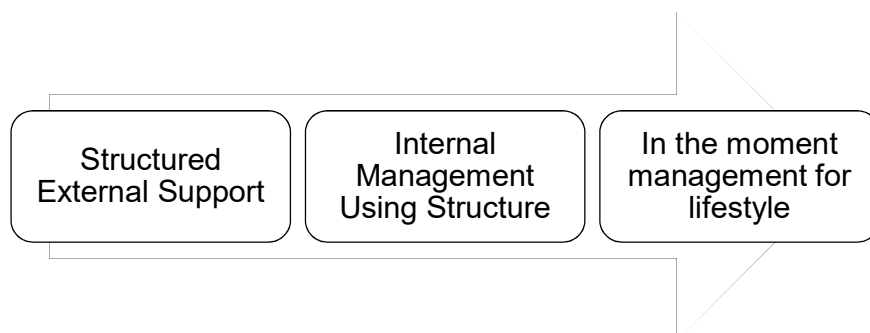 Structured
External Support
Internal
Management
Using Structure
In the moment
management for
lifestyle